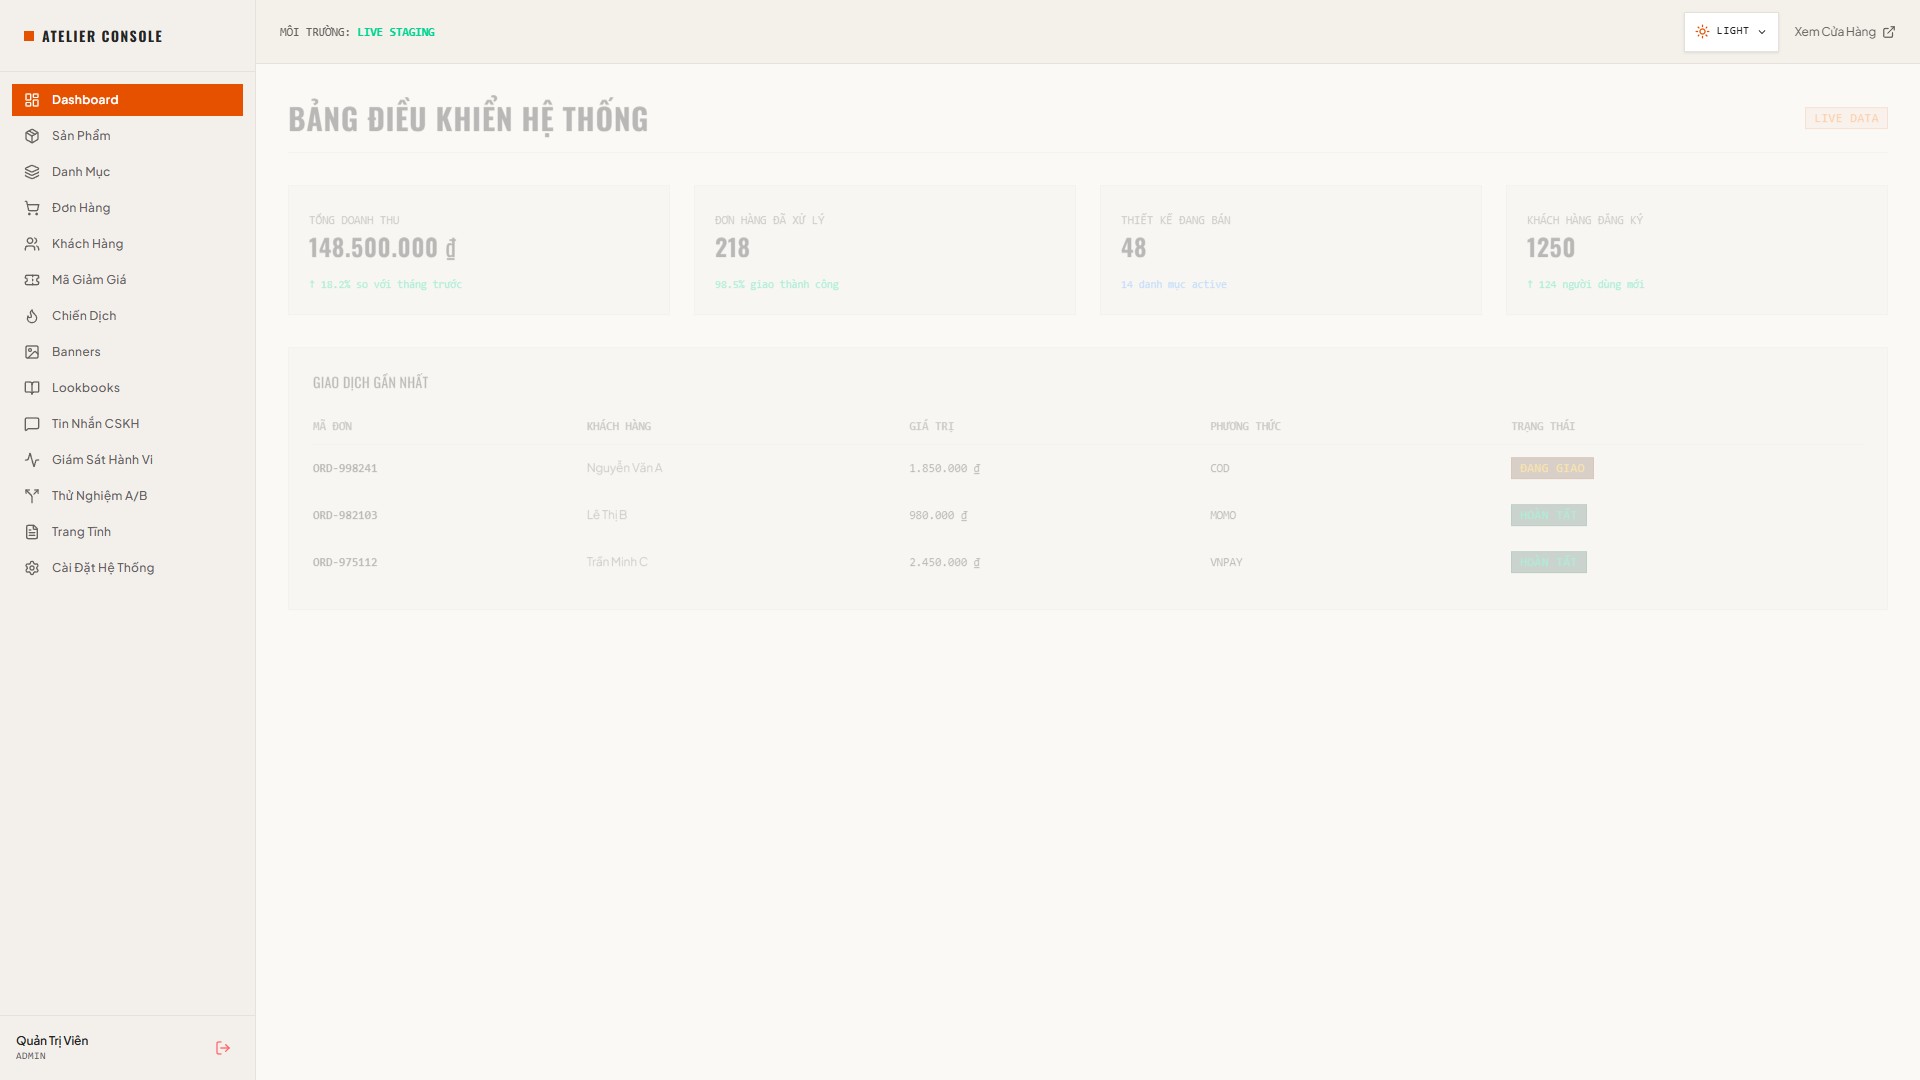 ATELIER CONSOLE
MÔI TRƯỜNG: LIVE STAGING
LIGHT
Xem Cửa Hàng
Dashboard
Sản Phẩm
Danh Mục
Đơn Hàng
Khách Hàng
Mã Giảm Giá
Chiến Dịch
Banners
Lookbooks
Tin Nhắn CSKH
Giám Sát Hành Vi
Thử Nghiệm A/B
Trang Tĩnh
Cài Đặt Hệ Thống
Quản Trị Viên
ADMIN
BẢNG ĐIỀU KHIỂN HỆ THỐNG
LIVE DATA
TỔNG DOANH THU
148.500.000 ₫
↑ 18.2% so với tháng trước
ĐƠN HÀNG ĐÃ XỬ LÝ
218
98.5% giao thành công
THIẾT KẾ ĐANG BÁN
48
14 danh mục active
KHÁCH HÀNG ĐĂNG KÝ
1250
↑ 124 người dùng mới
GIAO DỊCH GẦN NHẤT
MÃ ĐƠN KHÁCH HÀNG GIÁ TRỊ PHƯƠNG THỨC TRẠNG THÁI
ORD-998241 Nguyễn Văn A 1.850.000 ₫ COD ĐANG GIAO
ORD-982103 Lê Thị B 980.000 ₫ MOMO HOÀN TẤT
ORD-975112 Trần Minh C 2.450.000 ₫ VNPAY HOÀN TẤT